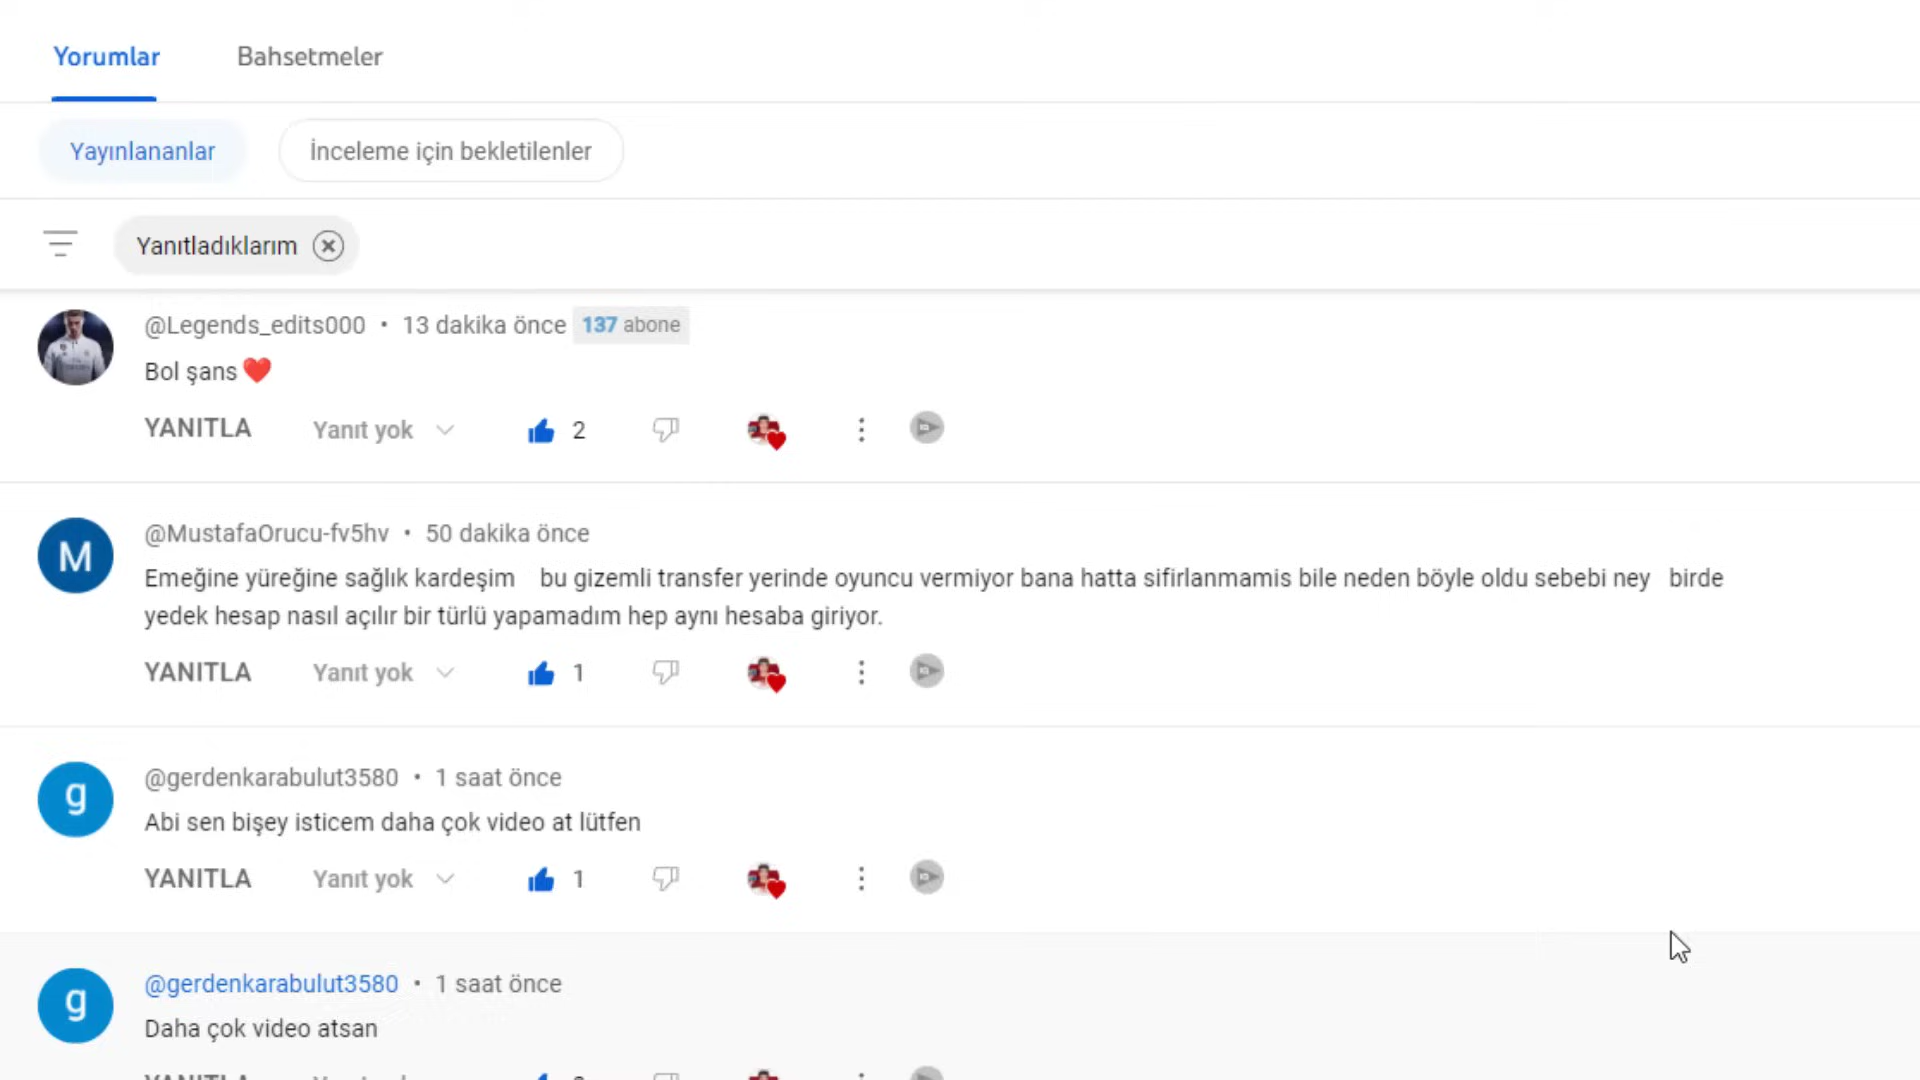 Yorumlar Bahsetmeler
Yayınlananlar İnceleme için bekletilenler
Yanıtladıklarım
@Legends_edits000 • 13 dakika önce 137 abone
Bol şans❤️
YANITLA Yanıt yok 2
M
@MustafaOrucu-fv5hv • 50 dakika önce
Emeğine yüreğine sağlık kardeşim bu gizemli transfer yerinde oyuncu vermiyor bana hatta sifirlanmamis bile neden böyle oldu sebebi ney birde
yedek hesap nasıl açılır bir türlü yapamadım hep aynı hesaba giriyor.
YANITLA Yanıt yok 1
g
@gerdenkarabulut3580 • 1 saat önce
Abi sen bişey isticem daha çok video at lütfen
YANITLA Yanıt yok 1
g
@gerdenkarabulut3580 • 1 saat önce
Daha çok video atsan